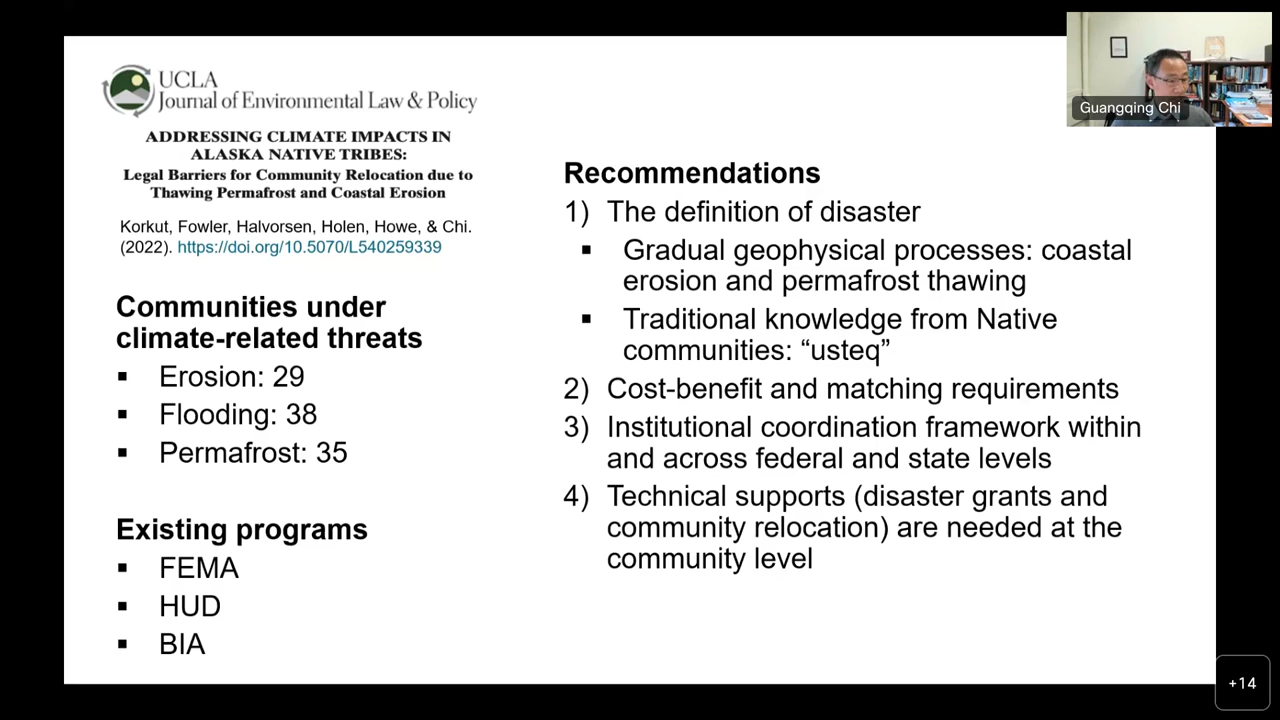 UCLA
Journal of Environmental Law & Policy
ADDRESSING CLIMATE IMPACTS IN
ALASKA NATIVE TRIBES:
Legal Barriers for Community Relocation due to
Thawing Permafrost and Coastal Erosion
Korkut, Fowler, Halvorsen, Holen, Howe, & Chi.
(2022). https://doi.org/10.5070/L540259339
Communities under
climate-related threats
▪ Erosion: 29
▪ Flooding: 38
▪ Permafrost: 35
Existing programs
▪ FEMA
▪ HUD
▪ BIA
Recommendations
1) The definition of disaster
▪ Gradual geophysical processes: coastal
erosion and permafrost thawing
▪ Traditional knowledge from Native
communities: “usteq”
2) Cost-benefit and matching requirements
3) Institutional coordination framework within
and across federal and state levels
4) Technical supports (disaster grants and
community relocation) are needed at the
community level
Guangqing Chi
+14